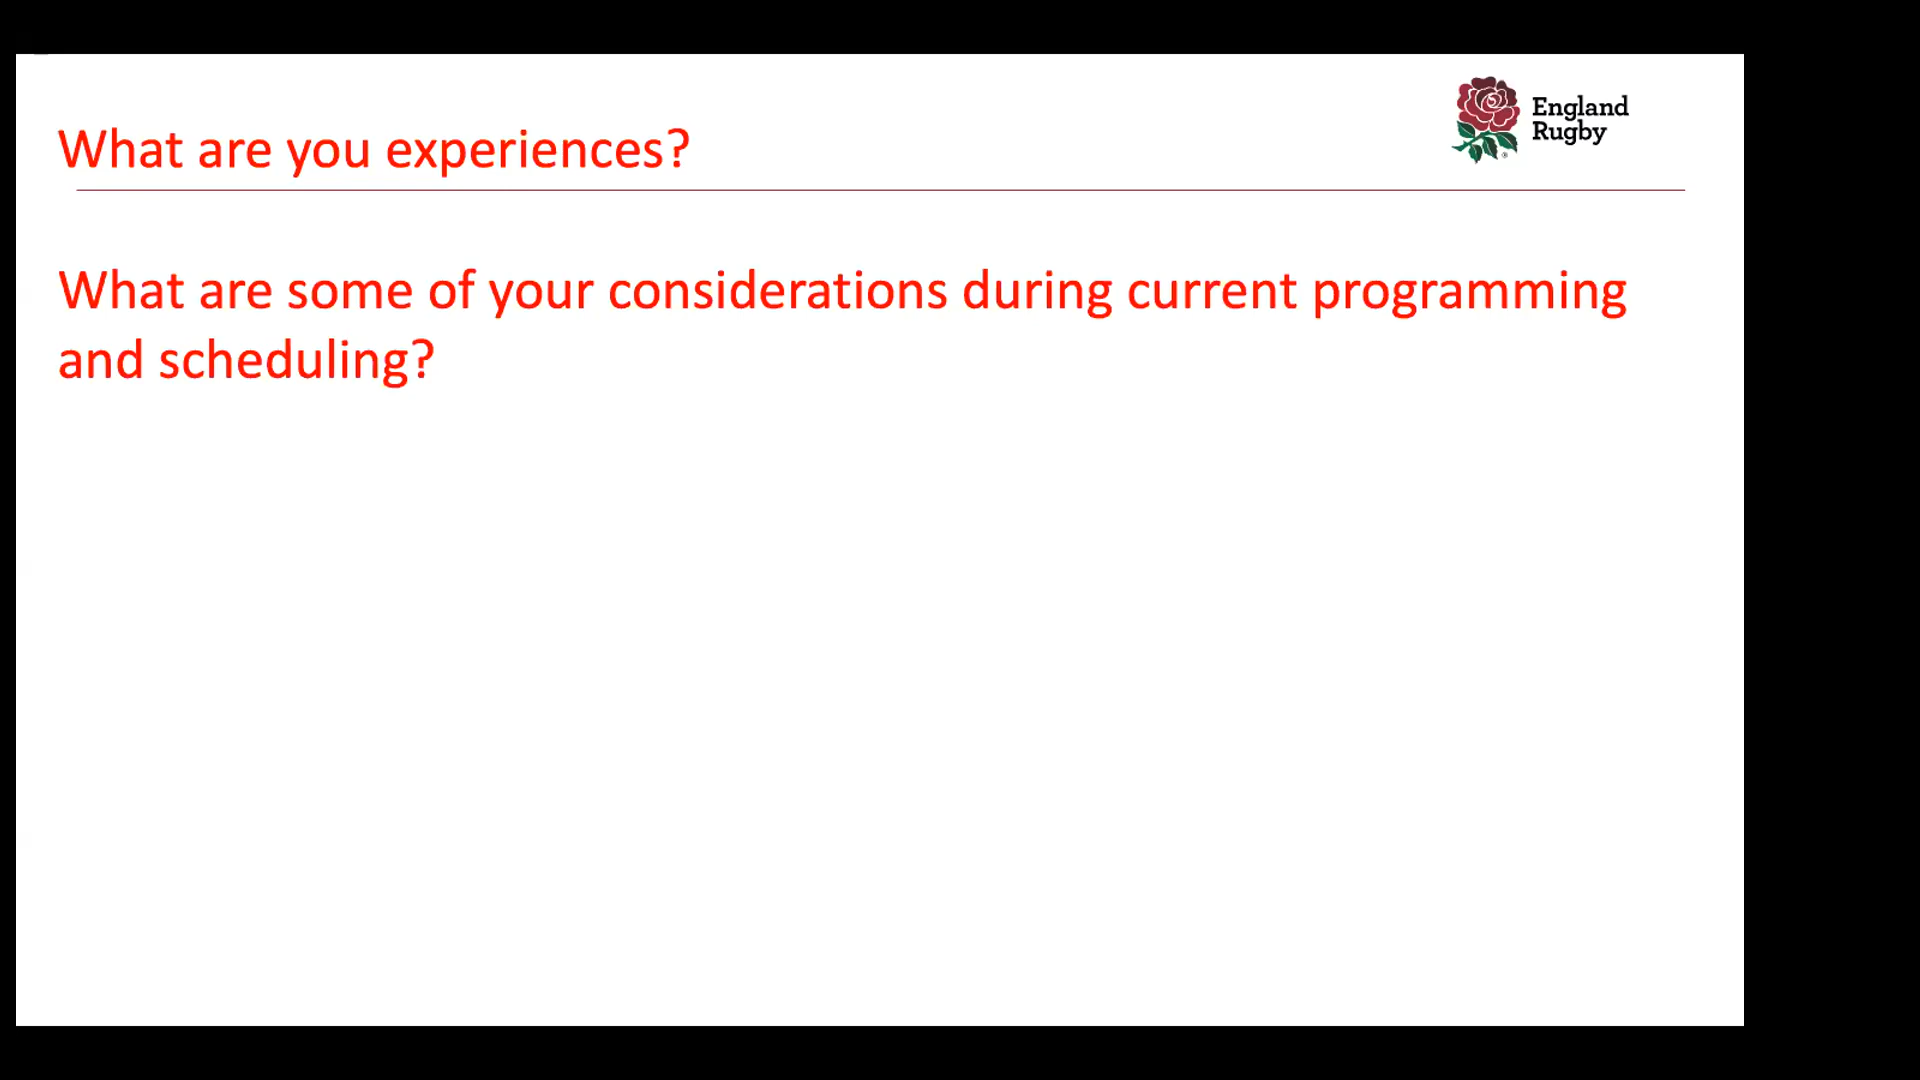 England
Rugby
What are you experiences?
What are some of your considerations during current programming
and scheduling?